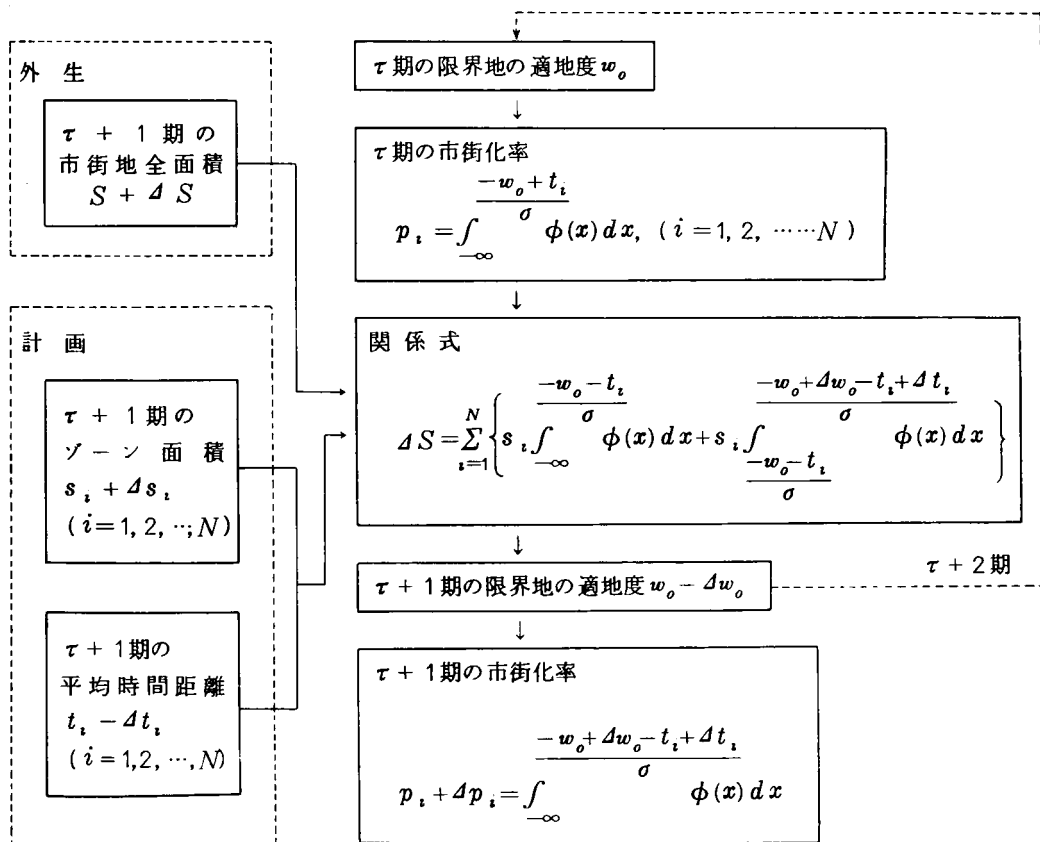 外生
τ + 1 期の
市街地全面積
S + ΔS
計画
τ + 1 期の
ゾーン面積
s_i + Δs_i
(i=1, 2, ‥, N)
τ + 1期の
平均時間距離
t_i − Δt_i
(i=1,2, …, N)
τ期の限界地の適地度 w_o
↓
τ期の市街化率
p_i = ∫_{−∞}^{(−w_o + t_i)/σ} φ(x) dx, (i=1, 2, ……N)
↓
関係式
ΔS = Σ_{i=1}^{N} { s_i ∫_{−∞}^{(−w_o − t_i)/σ} φ(x) dx + s_i ∫_{(−w_o − t_i)/σ}^{(−w_o + Δw_o − t_i + Δt_i)/σ} φ(x) dx }
↓
τ + 1期の限界地の適地度 w_o − Δw_o
τ + 2期
↓
τ + 1期の市街化率
p_i + Δp_i = ∫_{−∞}^{(−w_o + Δw_o − t_i + Δt_i)/σ} φ(x) dx